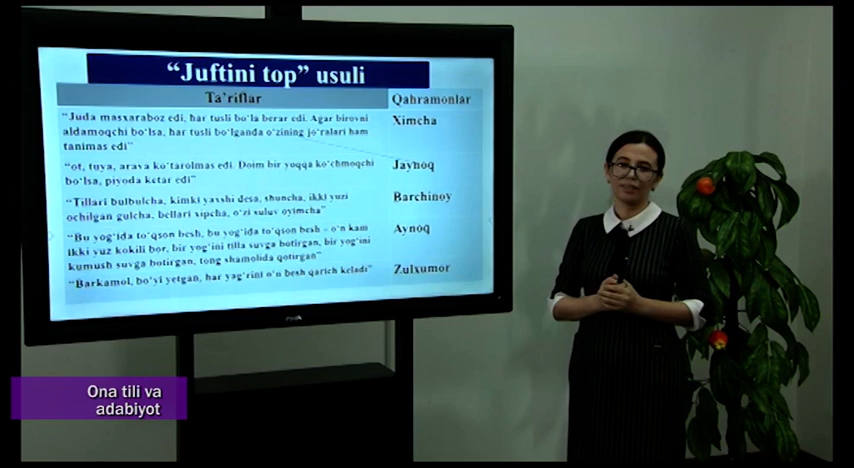 “Juftini top” usuli
Ta’riflar
Qahramonlar
“Juda masxaraboz edi, har tusli bo‘la berar edi. Agar birovni
aldamoqchi bo‘lsa, har tusli bo‘lganda o‘zining jo‘ralari ham
tanimas edi”
Ximcha
“ot, tuya, arava ko‘tarolmas edi. Doim bir yoqqa ko‘chmoqchi
bo‘lsa, piyoda ketar edi”
Jaynoq
“Tillari bulbulcha, kimki yaxshi desa, shuncha, ikki yuzi
ochilgan gulcha, bellari xipcha, o‘zi suluv oyimcha”
Barchinoy
“Bu yog‘ida to‘qson besh, bu yog‘ida to‘qson besh – o‘n kam
ikki yuz kokili bor, bir yog‘ini tilla suvga botirgan, bir yog‘ini
kumush suvga botirgan, tong shamolida qotirgan”
Aynoq
“Barkamol, bo‘yi yetgan, har yag‘rini o‘n besh qarich keladi”
Zulxumor
Ona tili va
adabiyot